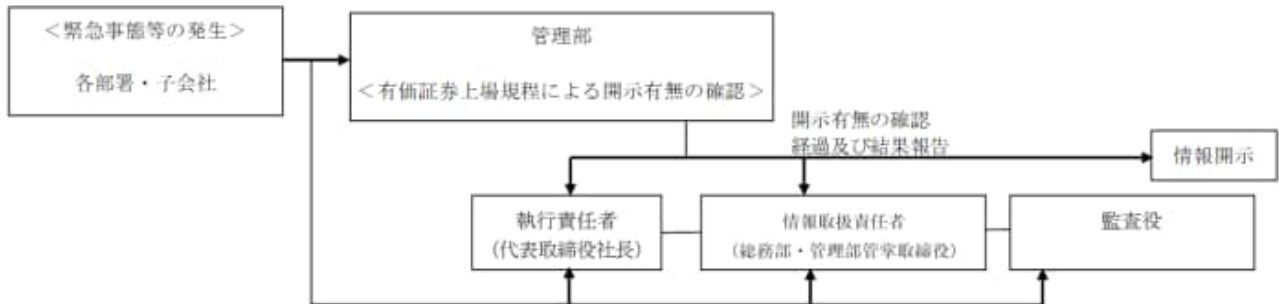 ＜緊急事態等の発生＞
各部署・子会社
管理部
＜有価証券上場規程による開示有無の確認＞
開示有無の確認
経過及び結果報告
情報開示
執行責任者
(代表取締役社長)
情報取扱責任者
(総務部・管理部管掌取締役)
監査役